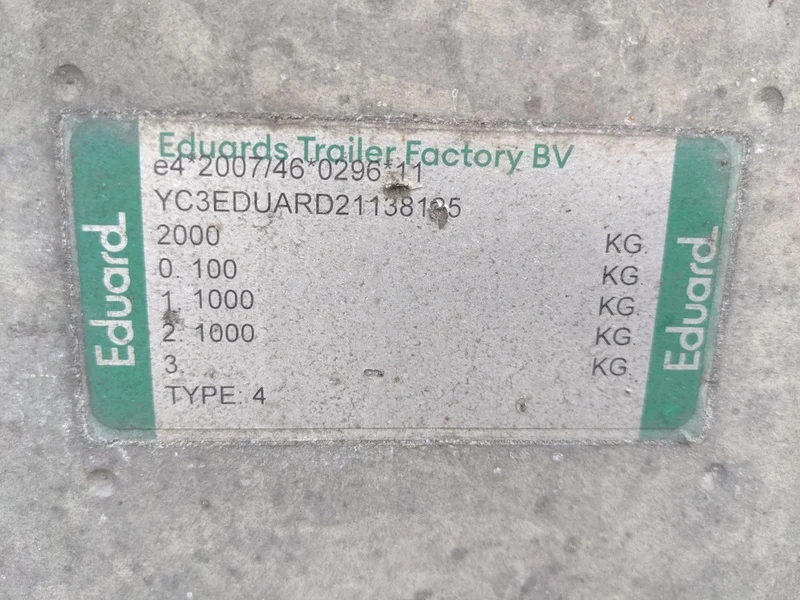 Eduards Trailer Factory BV
e4*2007/46*0296*11
2000 KG.
0. 100 KG.
1. 1000 KG.
2. 1000 KG.
3. KG.
TYPE: 4
Eduard
Eduard